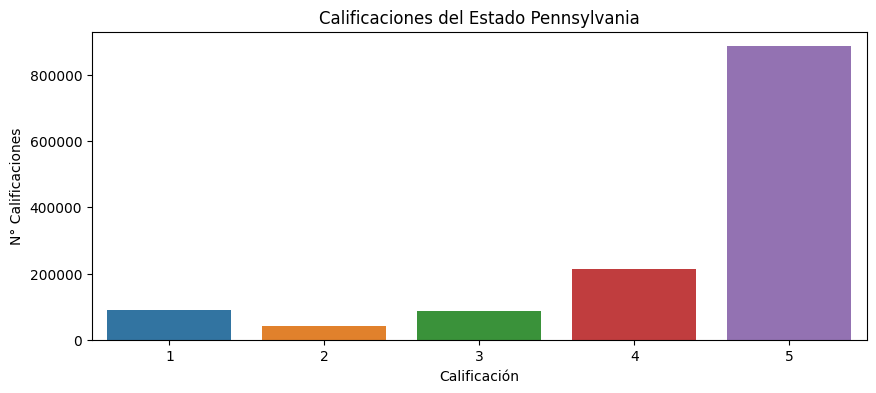 Calificaciones del Estado Pennsylvania
N° Calificaciones
800000
600000
400000
200000
0
1 2 3 4 5
Calificación